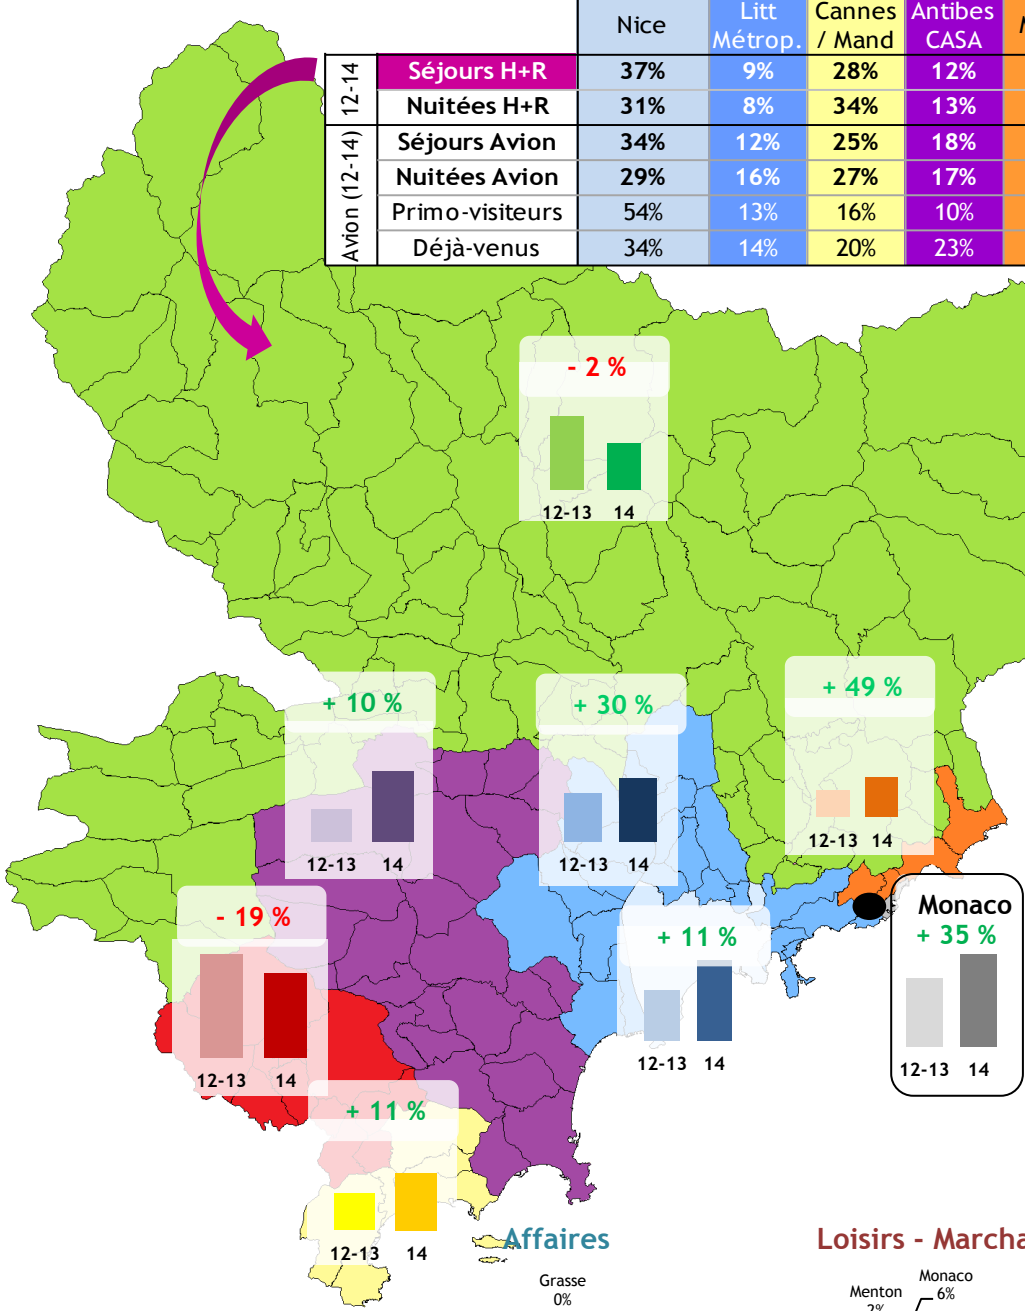 Nice
Litt Métrop.
Cannes / Mand
Antibes CASA
12-14
Séjours H+R 37% 9% 28% 12%
Nuitées H+R 31% 8% 34% 13%
Avion (12-14)
Séjours Avion 34% 12% 25% 18%
Nuitées Avion 29% 16% 27% 17%
Primo-visiteurs 54% 13% 16% 10%
Déjà-venus 34% 14% 20% 23%
- 2 %
12-13 14
+ 10 %
12-13 14
+ 30 %
12-13 14
+ 49 %
12-13 14
- 19 %
12-13 14
+ 11 %
12-13 14
Monaco
+ 35 %
12-13 14
+ 11 %
12-13 14
Affaires
Grasse
0%
Loisirs - Marcha
Menton
2%
Monaco
6%